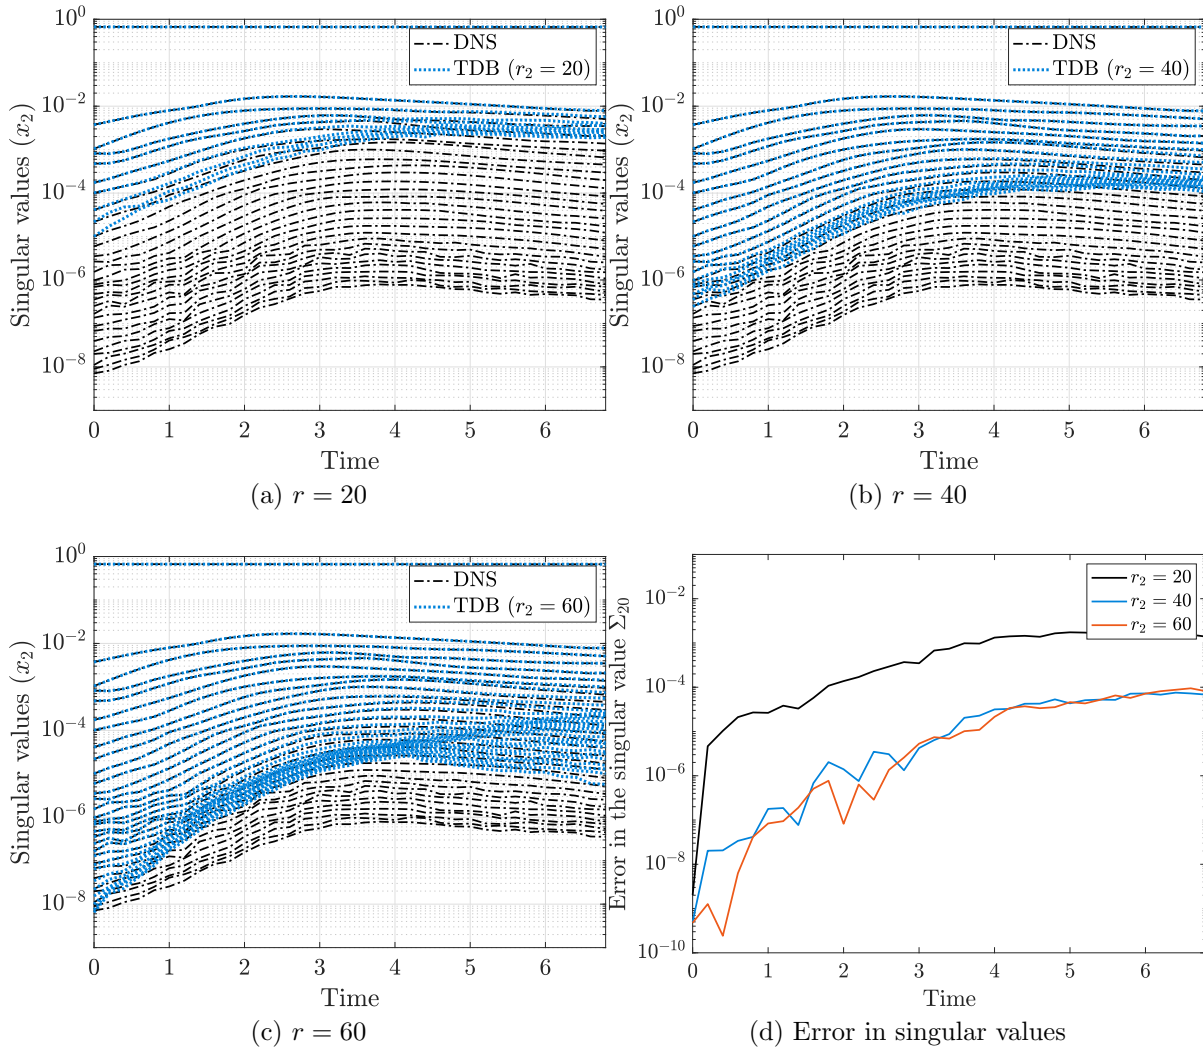 10^0
10^-2
10^-4
10^-6
10^-8
Singular values (x_2)
DNS
TDB (r_2 = 20)
0 1 2 3 4 5 6
Time
(a) r = 20
10^0
10^-2
10^-4
10^-6
10^-8
Singular values (x_2)
DNS
TDB (r_2 = 40)
0 1 2 3 4 5 6
Time
(b) r = 40
10^0
10^-2
10^-4
10^-6
10^-8
Singular values (x_2)
DNS
TDB (r_2 = 60)
0 1 2 3 4 5 6
Time
(c) r = 60
10^-2
10^-4
10^-6
10^-8
10^-10
Error in the singular value Σ_20
r_2 = 20
r_2 = 40
r_2 = 60
0 1 2 3 4 5 6
Time
(d) Error in singular values